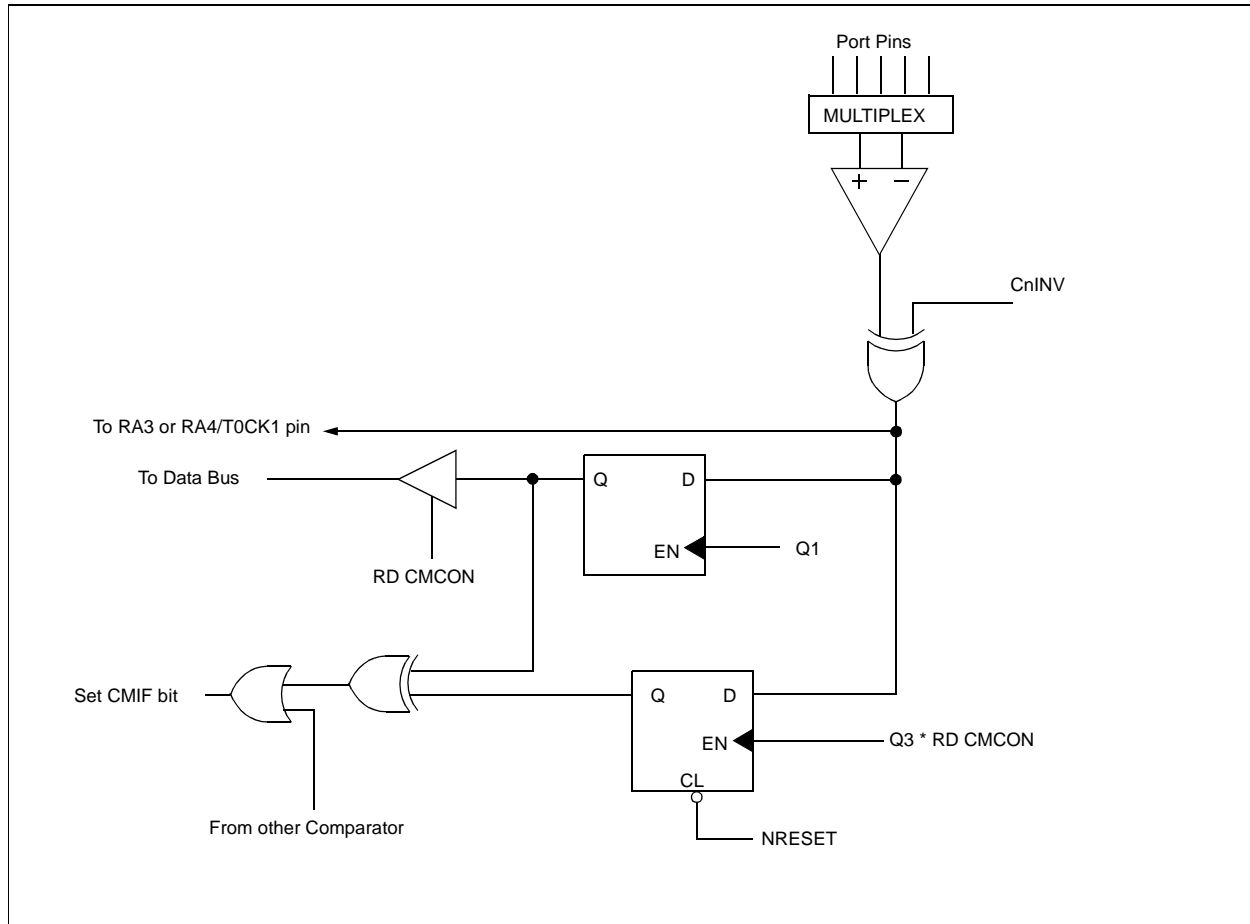 Port Pins
MULTIPLEX
+ −
CnINV
To RA3 or RA4/T0CK1 pin
To Data Bus
Q D
EN
Q1
RD CMCON
Set CMIF bit
Q D
EN
Q3 * RD CMCON
CL
From other Comparator
NRESET